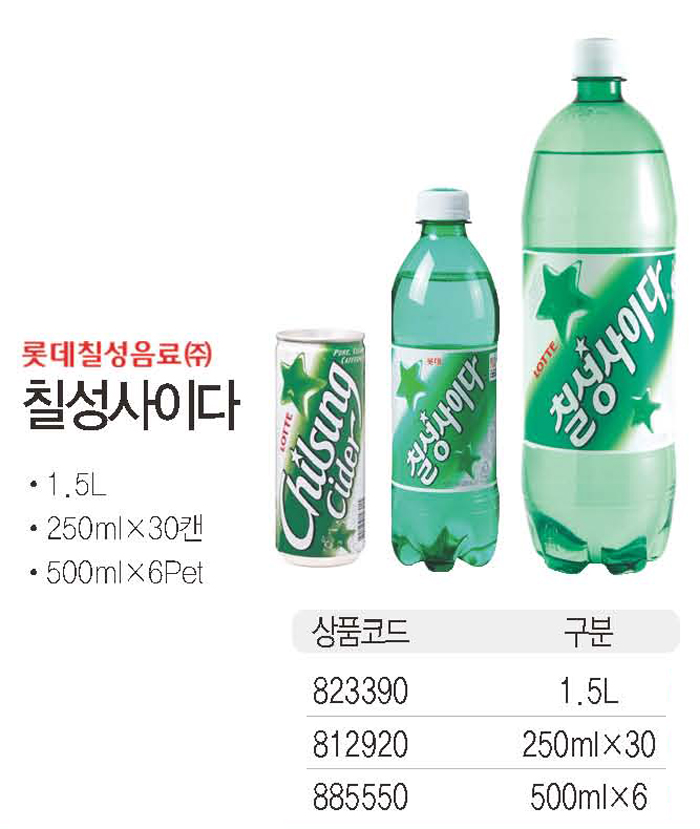 롯데칠성음료㈜
칠성사이다
• 1.5L
• 250ml×30캔
• 500ml×6Pet
LOTTE
Chilsung
Cider
롯데
칠성사이다
LOTTE
칠성사이다
상품코드 구분
823390 1.5L
812920 250ml×30
885550 500ml×6